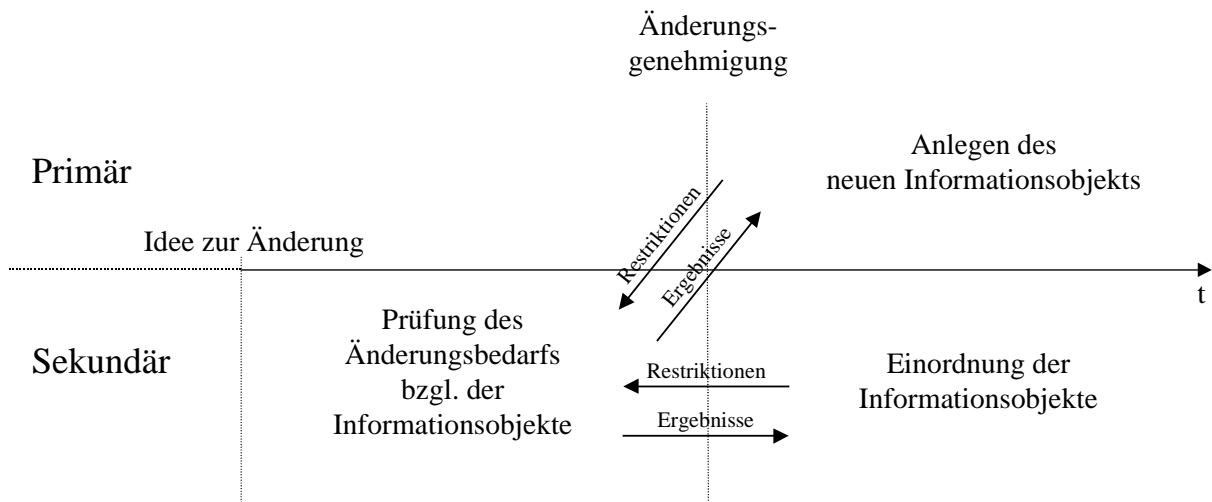 Änderungs-
genehmigung
Primär
Anlegen des
neuen Informationsobjekts
Restriktionen
Ergebnisse
Idee zur Änderung
t
Sekundär
Prüfung des
Änderungsbedarfs
bzgl. der
Informationsobjekte
Restriktionen
Ergebnisse
Einordnung der
Informationsobjekte